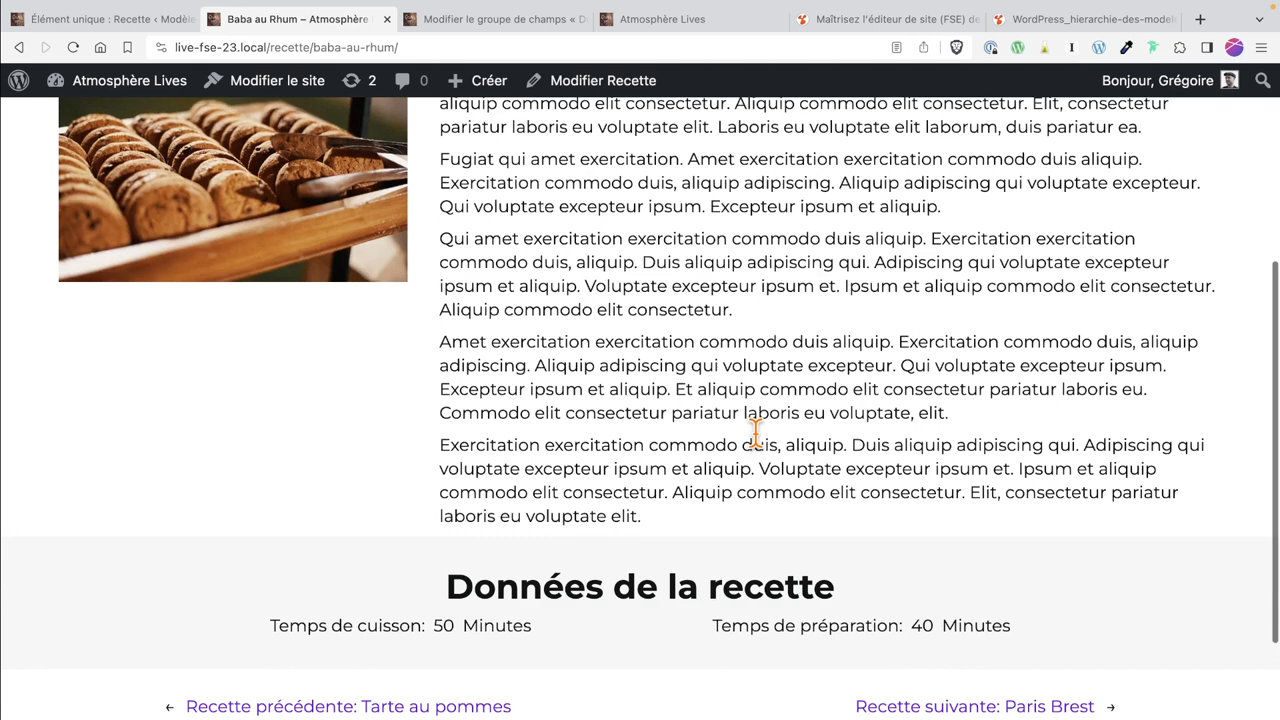 Élément unique : Recette ‹ Modèle
Baba au Rhum – Atmosphère
Modifier le groupe de champs « D
Atmosphère Lives
Maîtrisez l'éditeur de site (FSE) de
WordPress_hierarchie-des-modele
live-fse-23.local/recette/baba-au-rhum/
Atmosphère Lives
Modifier le site
2
0
Créer
Modifier Recette
Bonjour, Grégoire
aliquip commodo elit consectetur. Aliquip commodo elit consectetur. Elit, consectetur
pariatur laboris eu voluptate elit. Laboris eu voluptate elit laborum, duis pariatur ea.
Fugiat qui amet exercitation. Amet exercitation exercitation commodo duis aliquip.
Exercitation commodo duis, aliquip adipiscing. Aliquip adipiscing qui voluptate excepteur.
Qui voluptate excepteur ipsum. Excepteur ipsum et aliquip.
Qui amet exercitation exercitation commodo duis aliquip. Exercitation exercitation
commodo duis, aliquip. Duis aliquip adipiscing qui. Adipiscing qui voluptate excepteur
ipsum et aliquip. Voluptate excepteur ipsum et. Ipsum et aliquip commodo elit consectetur.
Aliquip commodo elit consectetur.
Amet exercitation exercitation commodo duis aliquip. Exercitation commodo duis, aliquip
adipiscing. Aliquip adipiscing qui voluptate excepteur. Qui voluptate excepteur ipsum.
Excepteur ipsum et aliquip. Et aliquip commodo elit consectetur pariatur laboris eu.
Commodo elit consectetur pariatur laboris eu voluptate, elit.
Exercitation exercitation commodo duis, aliquip. Duis aliquip adipiscing qui. Adipiscing qui
voluptate excepteur ipsum et aliquip. Voluptate excepteur ipsum et. Ipsum et aliquip
commodo elit consectetur. Aliquip commodo elit consectetur. Elit, consectetur pariatur
laboris eu voluptate elit.
Données de la recette
Temps de cuisson: 50 Minutes
Temps de préparation: 40 Minutes
← Recette précédente: Tarte au pommes
Recette suivante: Paris Brest →